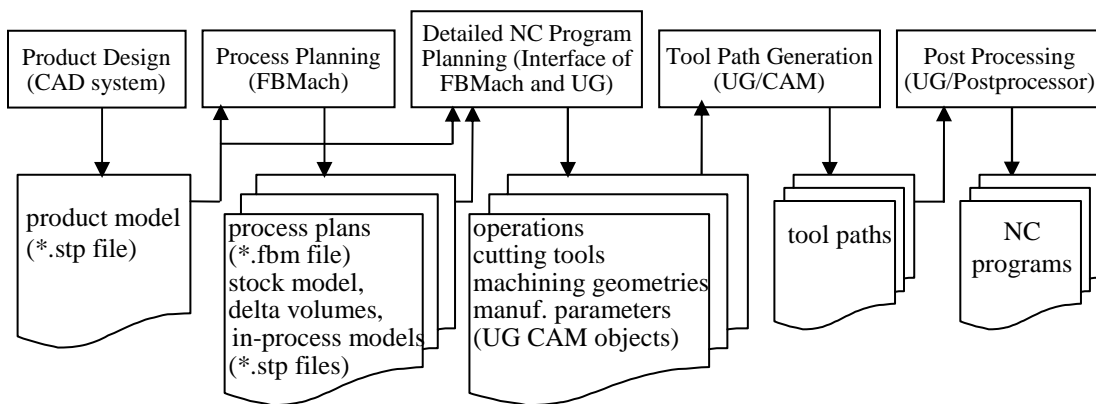 Product Design
(CAD system)
Process Planning
(FBMach)
Detailed NC Program
Planning (Interface of
FBMach and UG)
Tool Path Generation
(UG/CAM)
Post Processing
(UG/Postprocessor)
product model
(*.stp file)
process plans
(*.fbm file)
stock model,
delta volumes,
in-process models
(*.stp files)
operations
cutting tools
machining geometries
manuf. parameters
(UG CAM objects)
tool paths
NC
programs